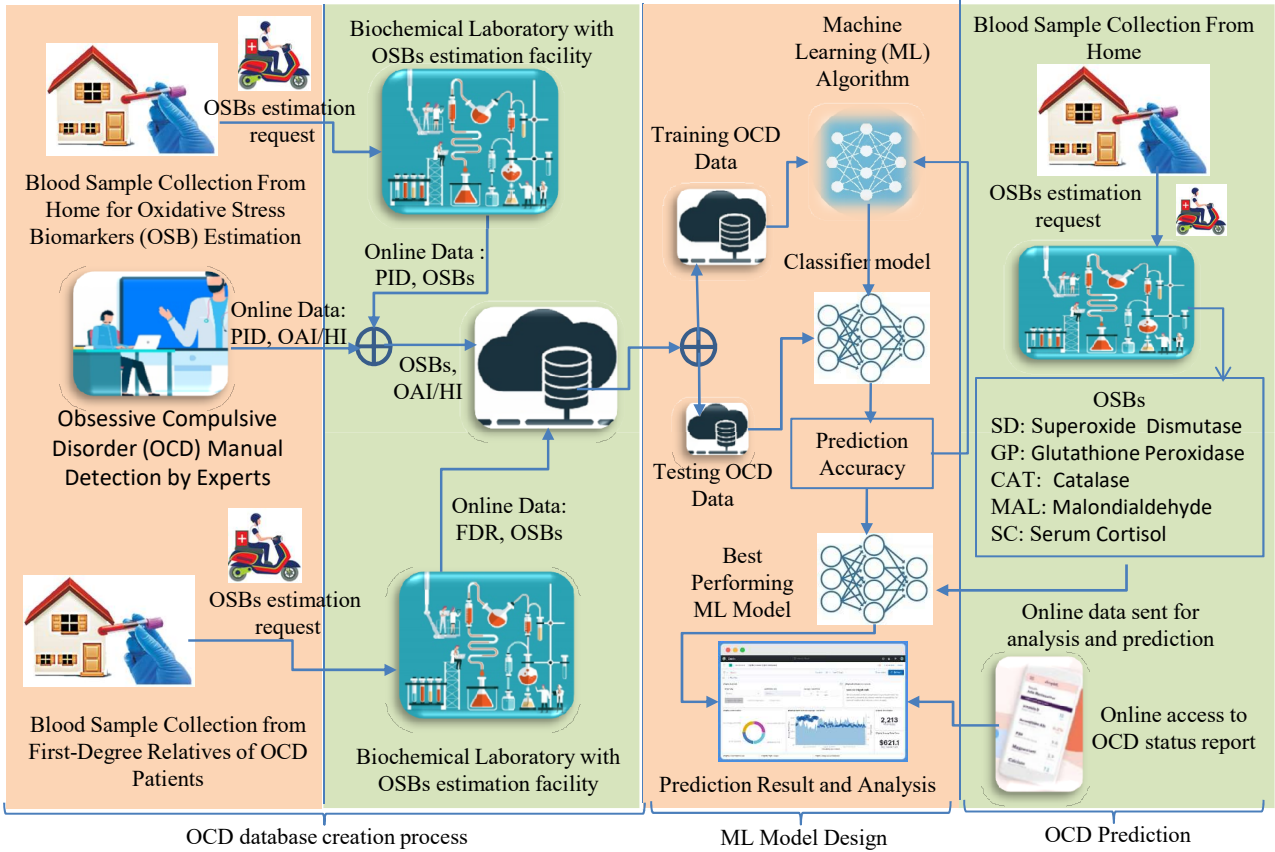 Blood Sample Collection From
Home for Oxidative Stress
Biomarkers (OSB) Estimation
OSBs estimation
request
Obsessive Compulsive
Disorder (OCD) Manual
Detection by Experts
Online Data:
PID, OAI/HI
Blood Sample Collection from
First-Degree Relatives of OCD
Patients
OSBs estimation
request
Biochemical Laboratory with
OSBs estimation facility
Online Data :
PID, OSBs
OSBs,
OAI/HI
Online Data:
FDR, OSBs
Biochemical Laboratory with
OSBs estimation facility
OCD database creation process
Machine
Learning (ML)
Algorithm
Training OCD
Data
Classifier model
Testing OCD
Data
Prediction
Accuracy
Best
Performing
ML Model
2,213
$621.1
Prediction Result and Analysis
ML Model Design
Blood Sample Collection From
Home
OSBs estimation
request
OSBs
SD: Superoxide Dismutase
GP: Glutathione Peroxidase
CAT: Catalase
MAL: Malondialdehyde
SC: Serum Cortisol
Online data sent for
analysis and prediction
Online access to
OCD status report
OCD Prediction